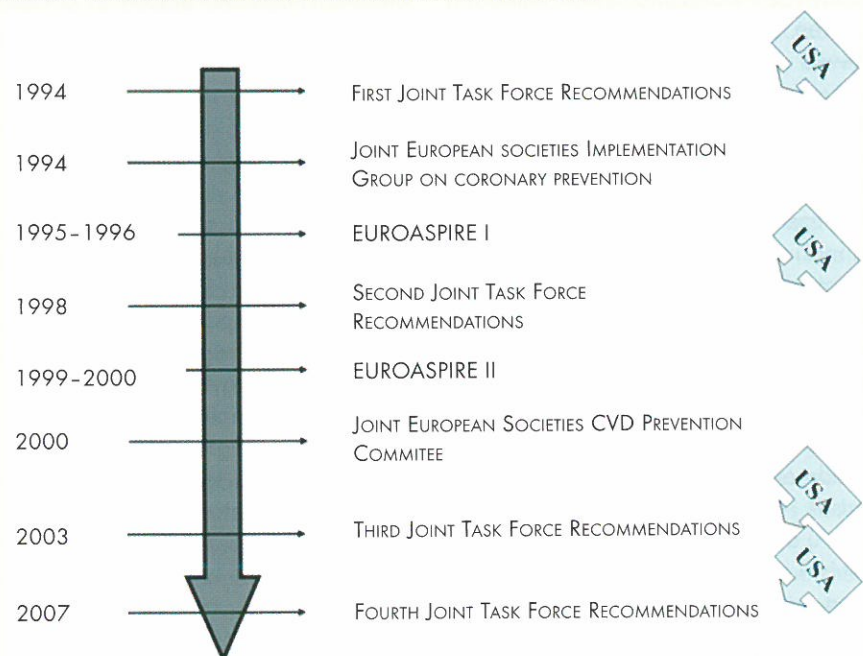 USA
1994 First Joint Task Force Recommendations
1994 Joint European societies Implementation
Group on coronary prevention
1995-1996 EUROASPIRE I
USA
1998 Second Joint Task Force
Recommendations
1999-2000 EUROASPIRE II
2000 Joint European Societies CVD Prevention
Commitee
USA
2003 Third Joint Task Force Recommendations
USA
2007 Fourth Joint Task Force Recommendations